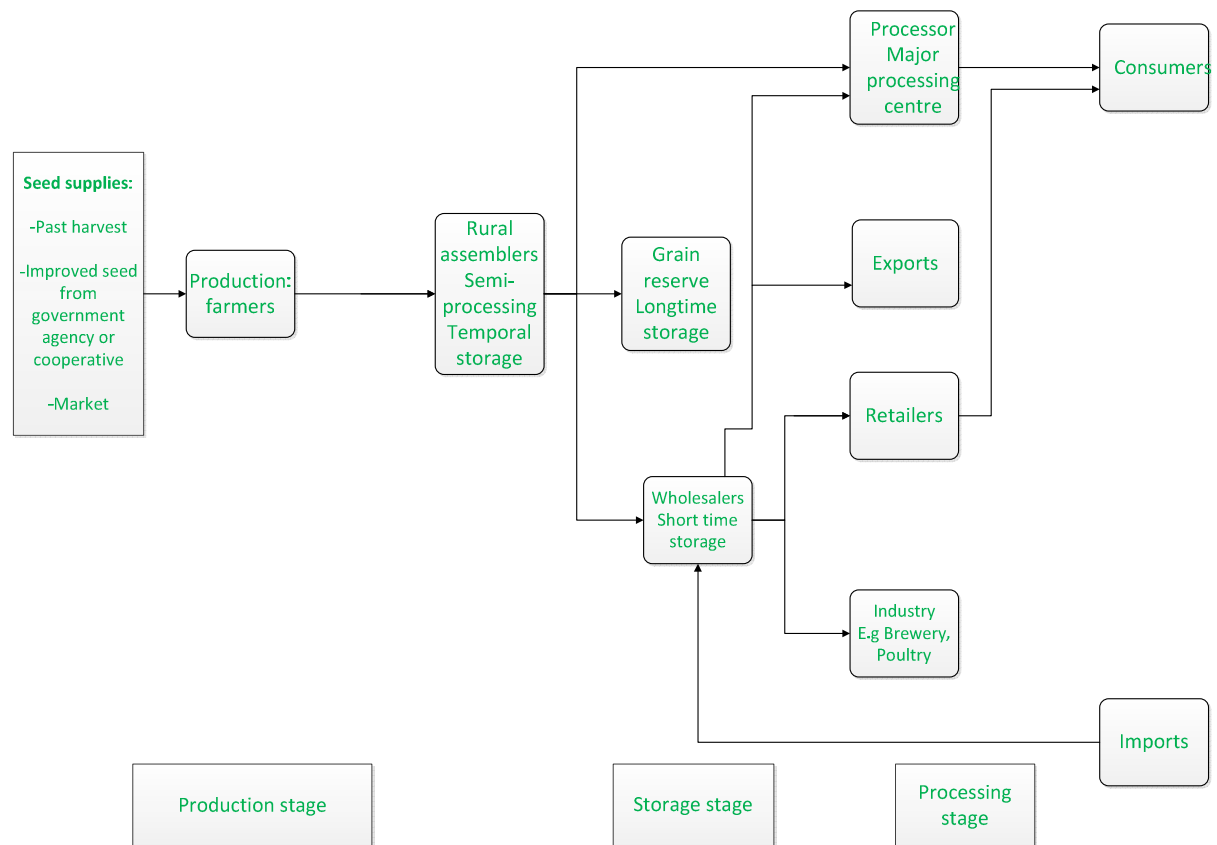 Seed supplies:
-Past harvest
-Improved seed
from
government
agency or
cooperative
-Market
Production:
farmers
Rural
assemblers
Semi-
processing
Temporal
storage
Grain
reserve
Longtime
storage
Wholesalers
Short time
storage
Processor
Major
processing
centre
Exports
Retailers
Industry
E.g Brewery,
Poultry
Consumers
Imports
Production stage
Storage stage
Processing
stage